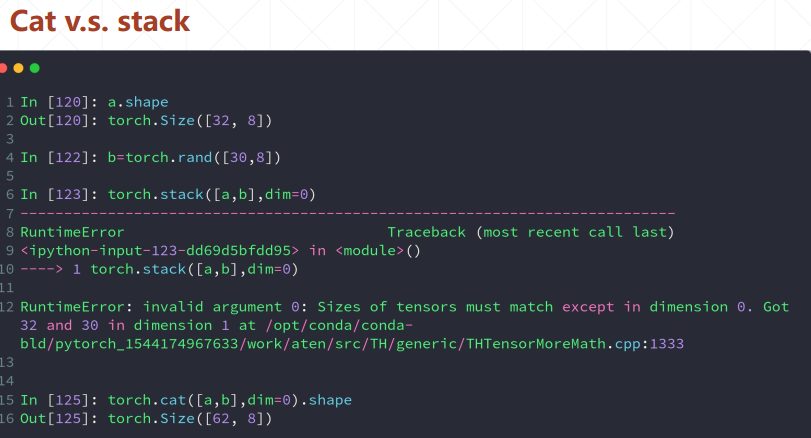 Cat v.s. stack
1 In [120]: a.shape
2 Out[120]: torch.Size([32, 8])
3
4 In [122]: b=torch.rand([30,8])
5
6 In [123]: torch.stack([a,b],dim=0)
7 ---------------------------------------------------------------------------
8 RuntimeError                              Traceback (most recent call last)
9 <ipython-input-123-dd69d5bfdd95> in <module>()
10 ----> 1 torch.stack([a,b],dim=0)
11
12 RuntimeError: invalid argument 0: Sizes of tensors must match except in dimension 0. Got
32 and 30 in dimension 1 at /opt/conda/conda-
bld/pytorch_1544174967633/work/aten/src/TH/generic/THTensorMoreMath.cpp:1333
13
14
15 In [125]: torch.cat([a,b],dim=0).shape
16 Out[125]: torch.Size([62, 8])